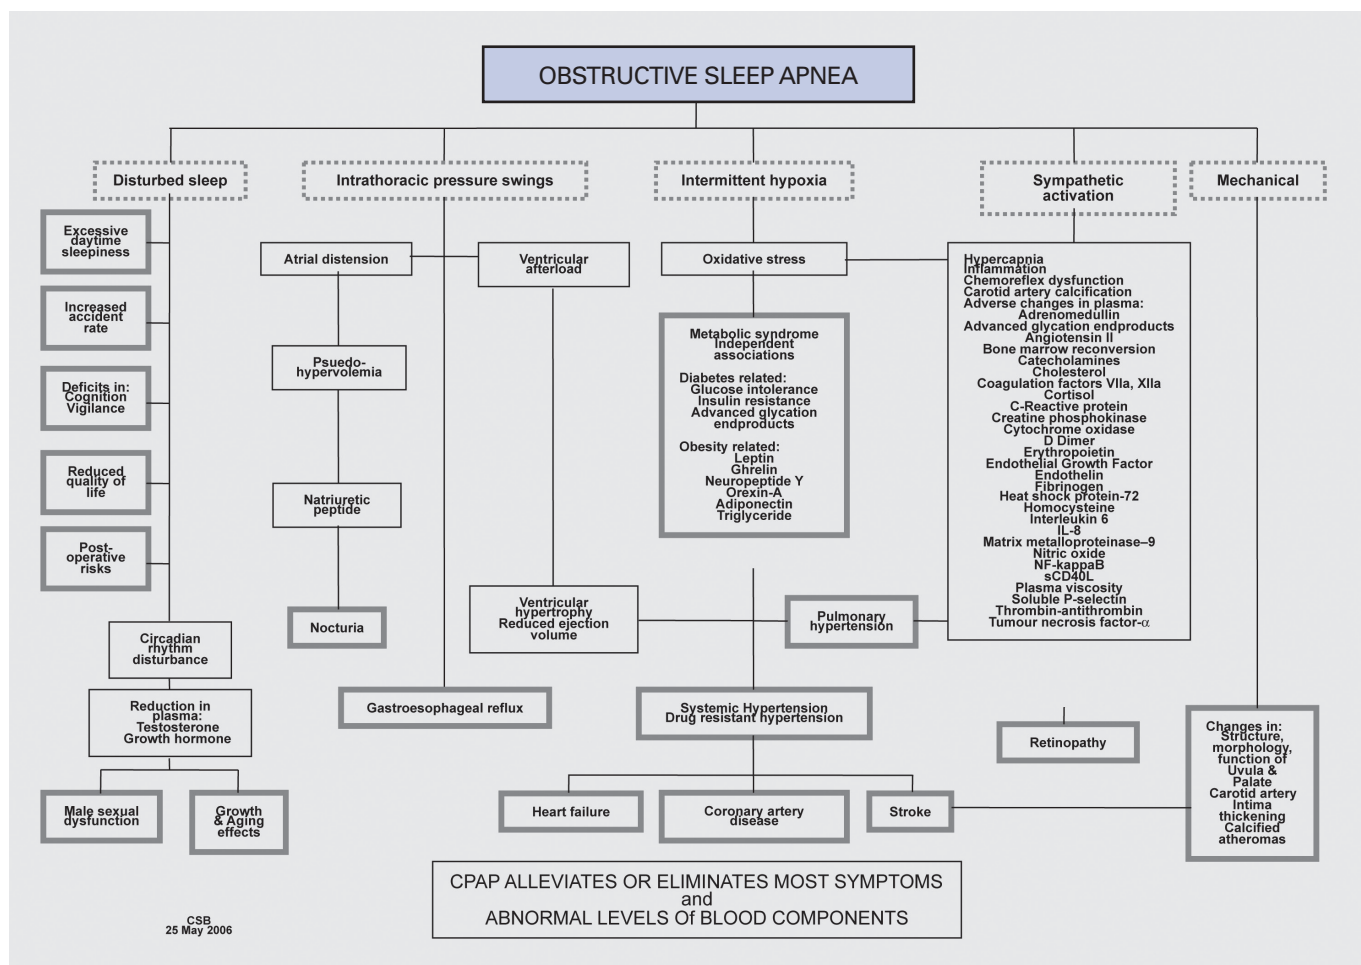 OBSTRUCTIVE SLEEP APNEA
Disturbed sleep
Excessive
daytime
sleepiness
Increased
accident
rate
Deficits in:
Cognition
Vigilance
Reduced
quality of
life
Post-
operative
risks
Circadian
rhythm
disturbance
Reduction in
plasma:
Testosterone
Growth hormone
Male sexual
dysfunction
Growth
& Aging
effects
Intrathoracic pressure swings
Atrial distension
Ventricular
afterload
Psuedo-
hypervolemia
Natriuretic
peptide
Nocturia
Ventricular
hypertrophy
Reduced ejection
volume
Gastroesophageal reflux
Intermittent hypoxia
Oxidative stress
Metabolic syndrome
Independent
associations
Diabetes related:
Glucose intolerance
Insulin resistance
Advanced glycation
endproducts
Obesity related:
Leptin
Ghrelin
Neuropeptide Y
Orexin-A
Adiponectin
Triglyceride
Pulmonary
hypertension
Systemic Hypertension
Drug resistant hypertension
Heart failure
Coronary artery
disease
Stroke
Sympathetic
activation
Hypercapnia
Inflammation
Chemoreflex dysfunction
Carotid artery calcification
Adverse changes in plasma:
Adrenomedullin
Advanced glycation endproducts
Angiotensin II
Bone marrow reconversion
Catecholamines
Cholesterol
Coagulation factors VIIa, XIIa
Cortisol
C-Reactive protein
Creatine phosphokinase
Cytochrome oxidase
D Dimer
Erythropoietin
Endothelial Growth Factor
Endothelin
Fibrinogen
Heat shock protein-72
Homocysteine
Interleukin 6
IL-8
Matrix metalloproteinase–9
Nitric oxide
NF-kappaB
sCD40L
Plasma viscosity
Soluble P-selectin
Thrombin-antithrombin
Tumour necrosis factor-α
Retinopathy
Mechanical
Changes in:
Structure,
morphology,
function of
Uvula &
Palate
Carotid artery
Intima
thickening
Calcified
atheromas
CPAP ALLEVIATES OR ELIMINATES MOST SYMPTOMS
and
ABNORMAL LEVELS Of BLOOD COMPONENTS
CSB
25 May 2006